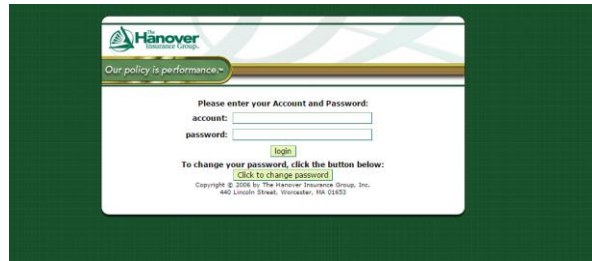 The
Hanover
Insurance Group®
Our policy is performance.℠
Please enter your Account and Password:
account:
password:
login
To change your password, click the button below:
Click to change password
Copyright © 2006 by The Hanover Insurance Group, Inc.
440 Lincoln Street, Worcester, MA 01653